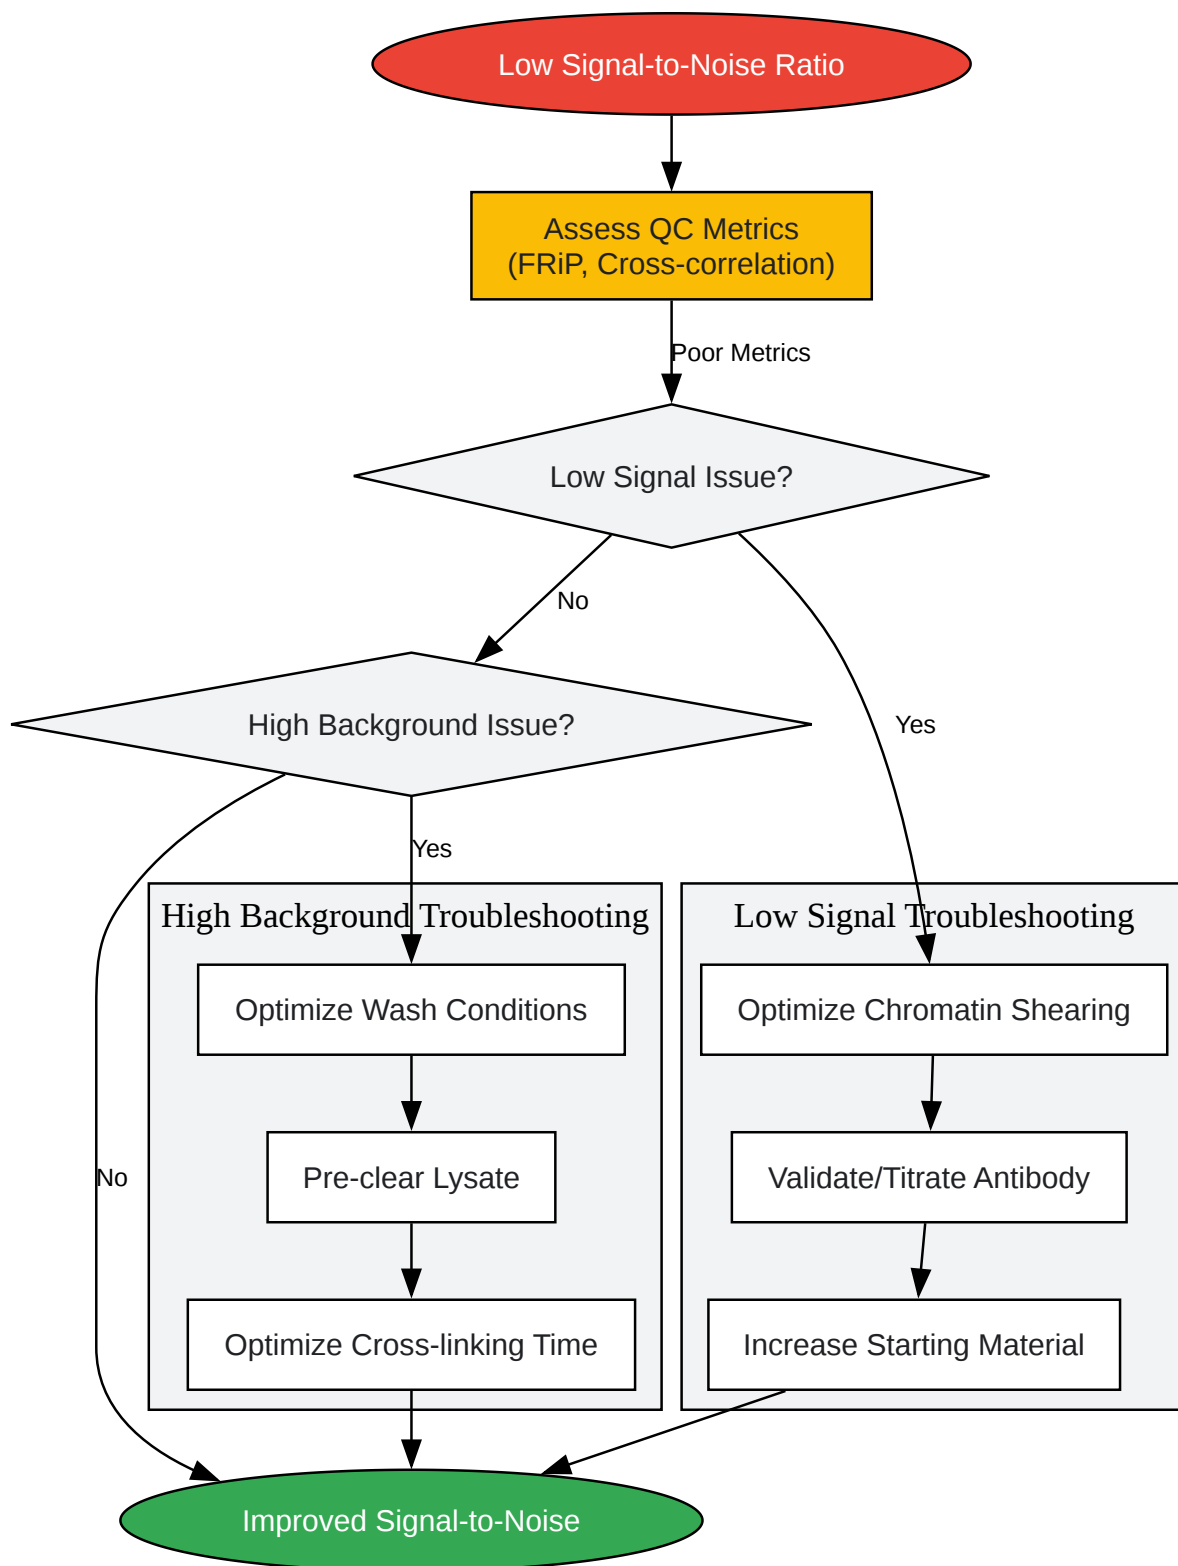 Low Signal-to-Noise Ratio
Assess QC Metrics
(FRiP, Cross-correlation)
Poor Metrics
Low Signal Issue?
No
High Background Issue?
Yes
Yes
High Background Troubleshooting
Optimize Wash Conditions
Pre-clear Lysate
Optimize Cross-linking Time
Low Signal Troubleshooting
Optimize Chromatin Shearing
Validate/Titrate Antibody
Increase Starting Material
No
Improved Signal-to-Noise